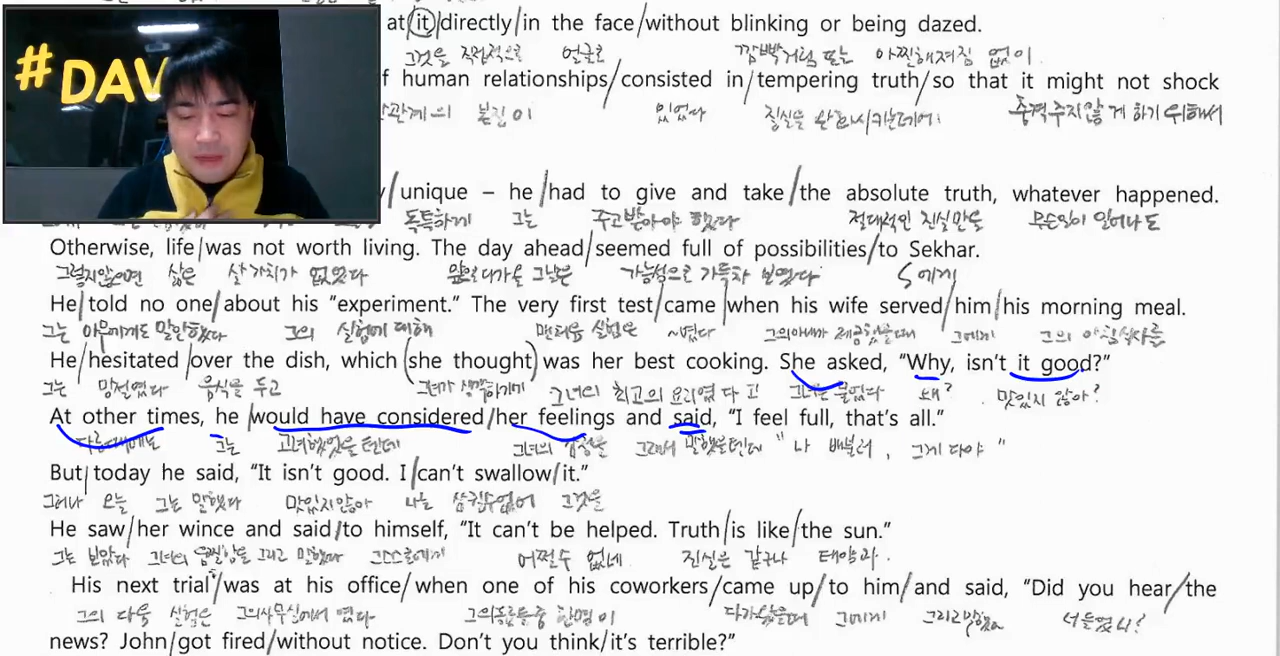 #DAV
at it/directly/in the face/without blinking or being dazed.
그것을 직접적으로 얼굴로 깜빡거림 또는 아찔해져짐 없이.
f human relationships/consisted in/tempering truth/so that it might not shock
관계의 본질이 있었다 진실을 완화시키는데에 충격주지않게 하기위해서
/unique – he/had to give and take/the absolute truth, whatever happened.
독특하게 그는 주고받아야 했다 절대적인 진실만을 무슨일이 일어나도
Otherwise, life/was not worth living. The day ahead/seemed full of possibilities/to Sekhar.
그렇지않으면 삶은 살가치가 없었다 앞으로다가올 그날은 가능성으로 가득차 보였다 S에게
He/told no one/about his “experiment.” The very first test/came/when his wife served/him/his morning meal.
그는 아무에게도 말안했다 그의 실험에 대해 맨처음 실험은 그의아내가 제공했을때 그에게 그의 아침식사를
He/hesitated/over the dish, which (she thought) was her best cooking. She asked, “Why, isn’t it good?”
그는 망설였다 음식을 두고 그녀가 생각하기에 그녀의 최고의 요리였다고 그녀는 물었다 왜? 맛있지 않아?
At other times, he/would have considered/her feelings and said, “I feel full, that’s all.”
다른때에는 그는 고려했었을텐데 그녀의 감정을 그래서 말했을텐데 " 나 배불러, 그게 다야 "
But/today he said, “It isn’t good. I/can’t swallow/it.”
그러나 오늘 그는 말했다 맛있지않아 나는 삼킬수없어 그것을
He saw/her wince and said/to himself, “It can’t be helped. Truth/is like/the sun.”
그는 보았다 그녀의 움찔함을 그리고 말했다 그스스로에게 어쩔수 없네 진실은 같구나 태양과.
His next trial/was at his office/when one of his coworkers/came up/to him/and said, “Did you hear/the
그의 다음 실험은 그의사무실에서 였다 그의동료들중 한명이 다가왔을때 그에게 그리고말했다 너들었니?
news? John/got fired/without notice. Don’t you think/it’s terrible?”